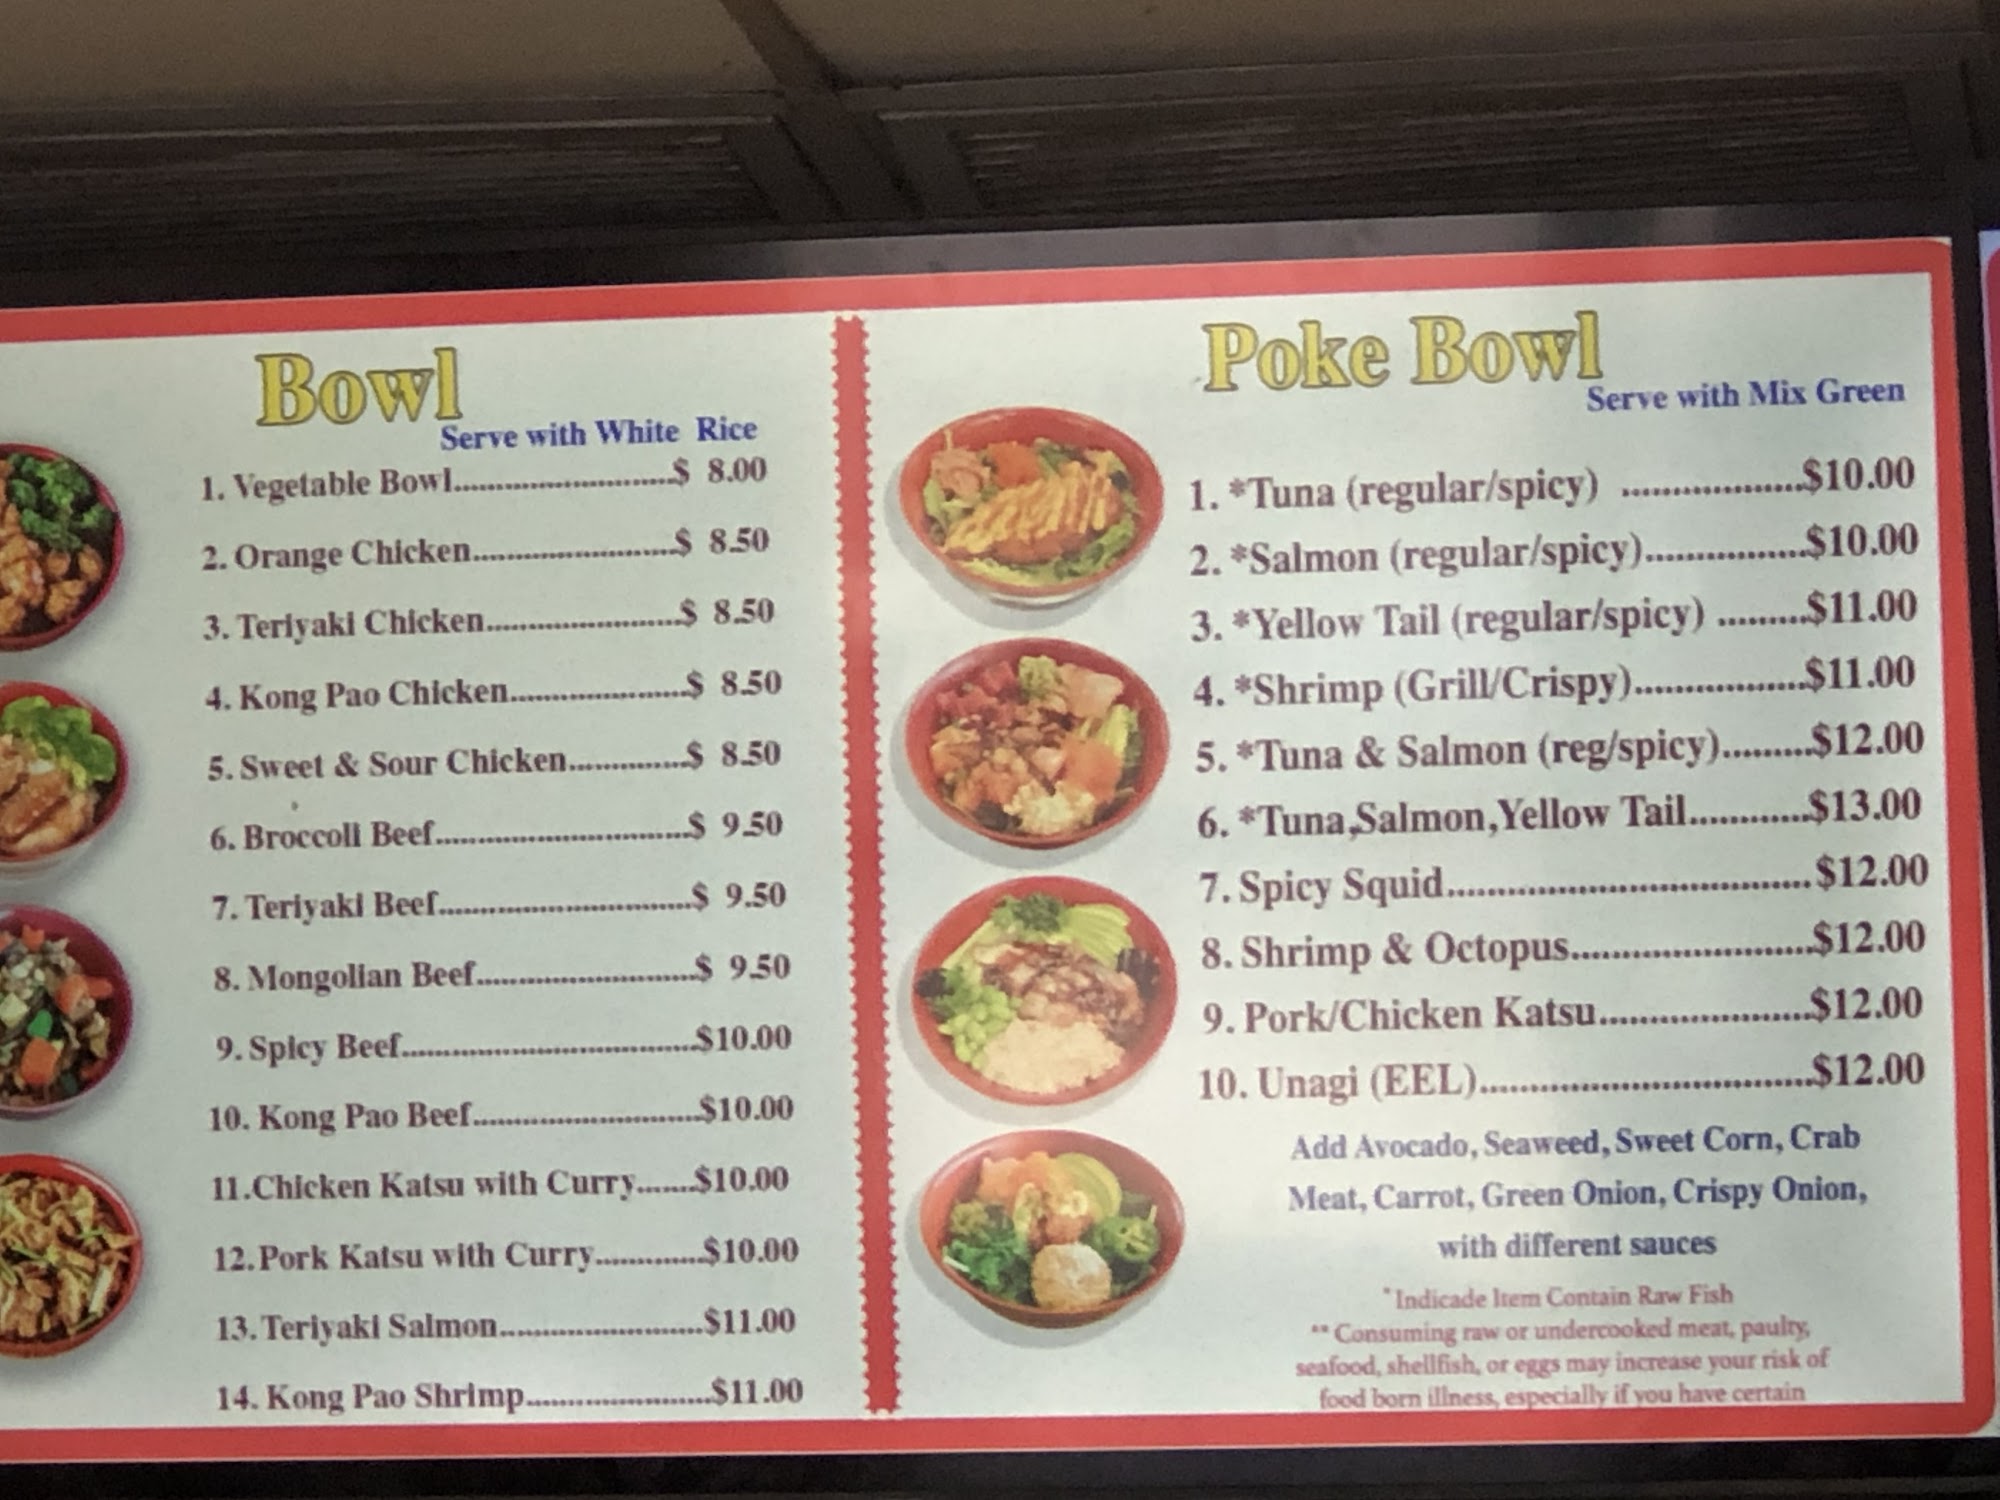 Bowl
Serve with White Rice
1. Vegetable Bowl............................$ 8.00
2. Orange Chicken..........................$ 8.50
3. Teriyaki Chicken.........................$ 8.50
4. Kong Pao Chicken.......................$ 8.50
5. Sweet & Sour Chicken...............$ 8.50
6. Broccoli Beef................................$ 9.50
7. Teriyaki Beef................................$ 9.50
8. Mongolian Beef............................$ 9.50
9. Spicy Beef.....................................$10.00
10. Kong Pao Beef.............................$10.00
11.Chicken Katsu with Curry.......$10.00
12.Pork Katsu with Curry.............$10.00
13. Teriyaki Salmon..........................$11.00
14. Kong Pao Shrimp.......................$11.00
Poke Bowl
Serve with Mix Green
1. *Tuna (regular/spicy) ...................$10.00
2. *Salmon (regular/spicy).................$10.00
3. *Yellow Tail (regular/spicy) .........$11.00
4. *Shrimp (Grill/Crispy)..................$11.00
5. *Tuna & Salmon (reg/spicy).........$12.00
6. *Tuna,Salmon,Yellow Tail.............$13.00
7. Spicy Squid......................................$12.00
8. Shrimp & Octopus.........................$12.00
9. Pork/Chicken Katsu......................$12.00
10. Unagi (EEL)...................................$12.00
Add Avocado, Seaweed, Sweet Corn, Crab
Meat, Carrot, Green Onion, Crispy Onion,
with different sauces
* Indicade Item Contain Raw Fish
** Consuming raw or undercooked meat, paulty,
seafood, shellfish, or eggs may increase your risk of
food born illness, especially if you have certain